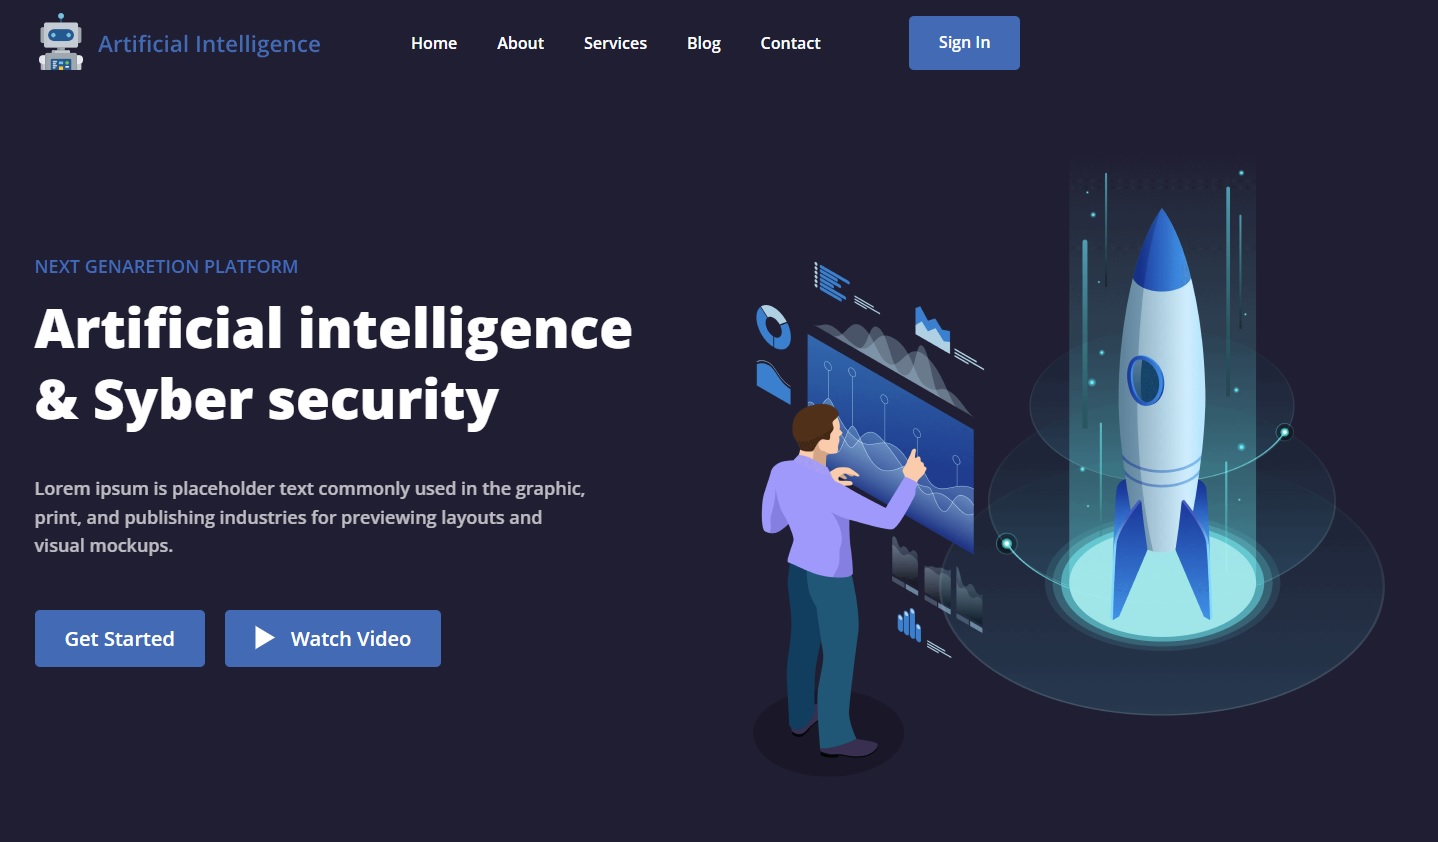 Artificial Intelligence
Home
About
Services
Blog
Contact
Sign In
NEXT GENARETION PLATFORM
Artificial intelligence
& Syber security
Lorem ipsum is placeholder text commonly used in the graphic,
print, and publishing industries for previewing layouts and
visual mockups.
Get Started
Watch Video